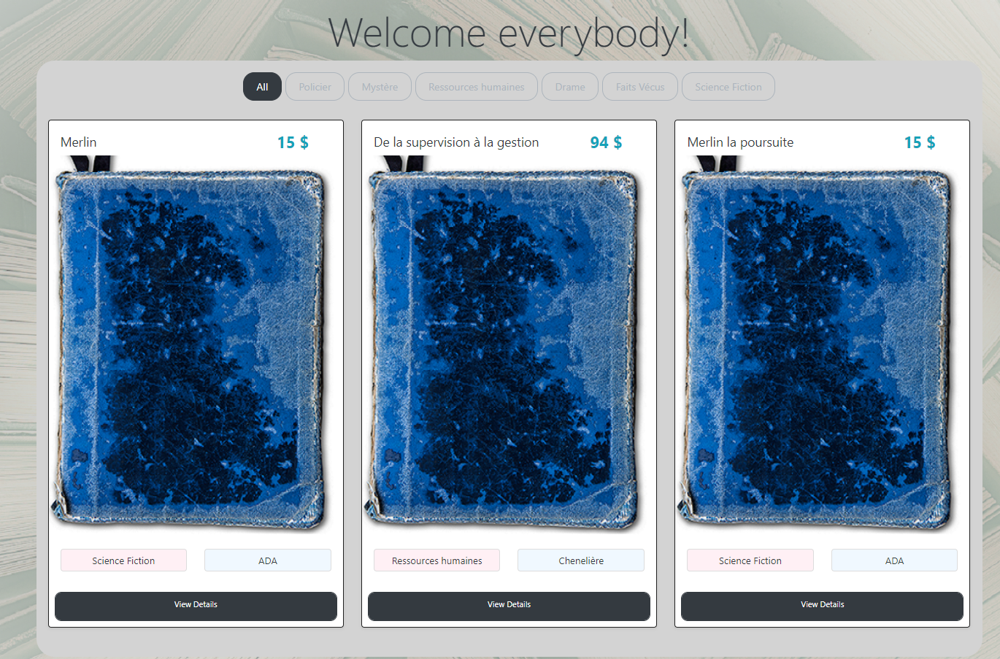 Welcome everybody!
All Policier Mystère Ressources humaines Drame Faits Vécus Science Fiction
Merlin 15 $
De la supervision à la gestion 94 $
Merlin la poursuite 15 $
Science Fiction ADA
Ressources humaines Chenelière
Science Fiction ADA
View Details
View Details
View Details